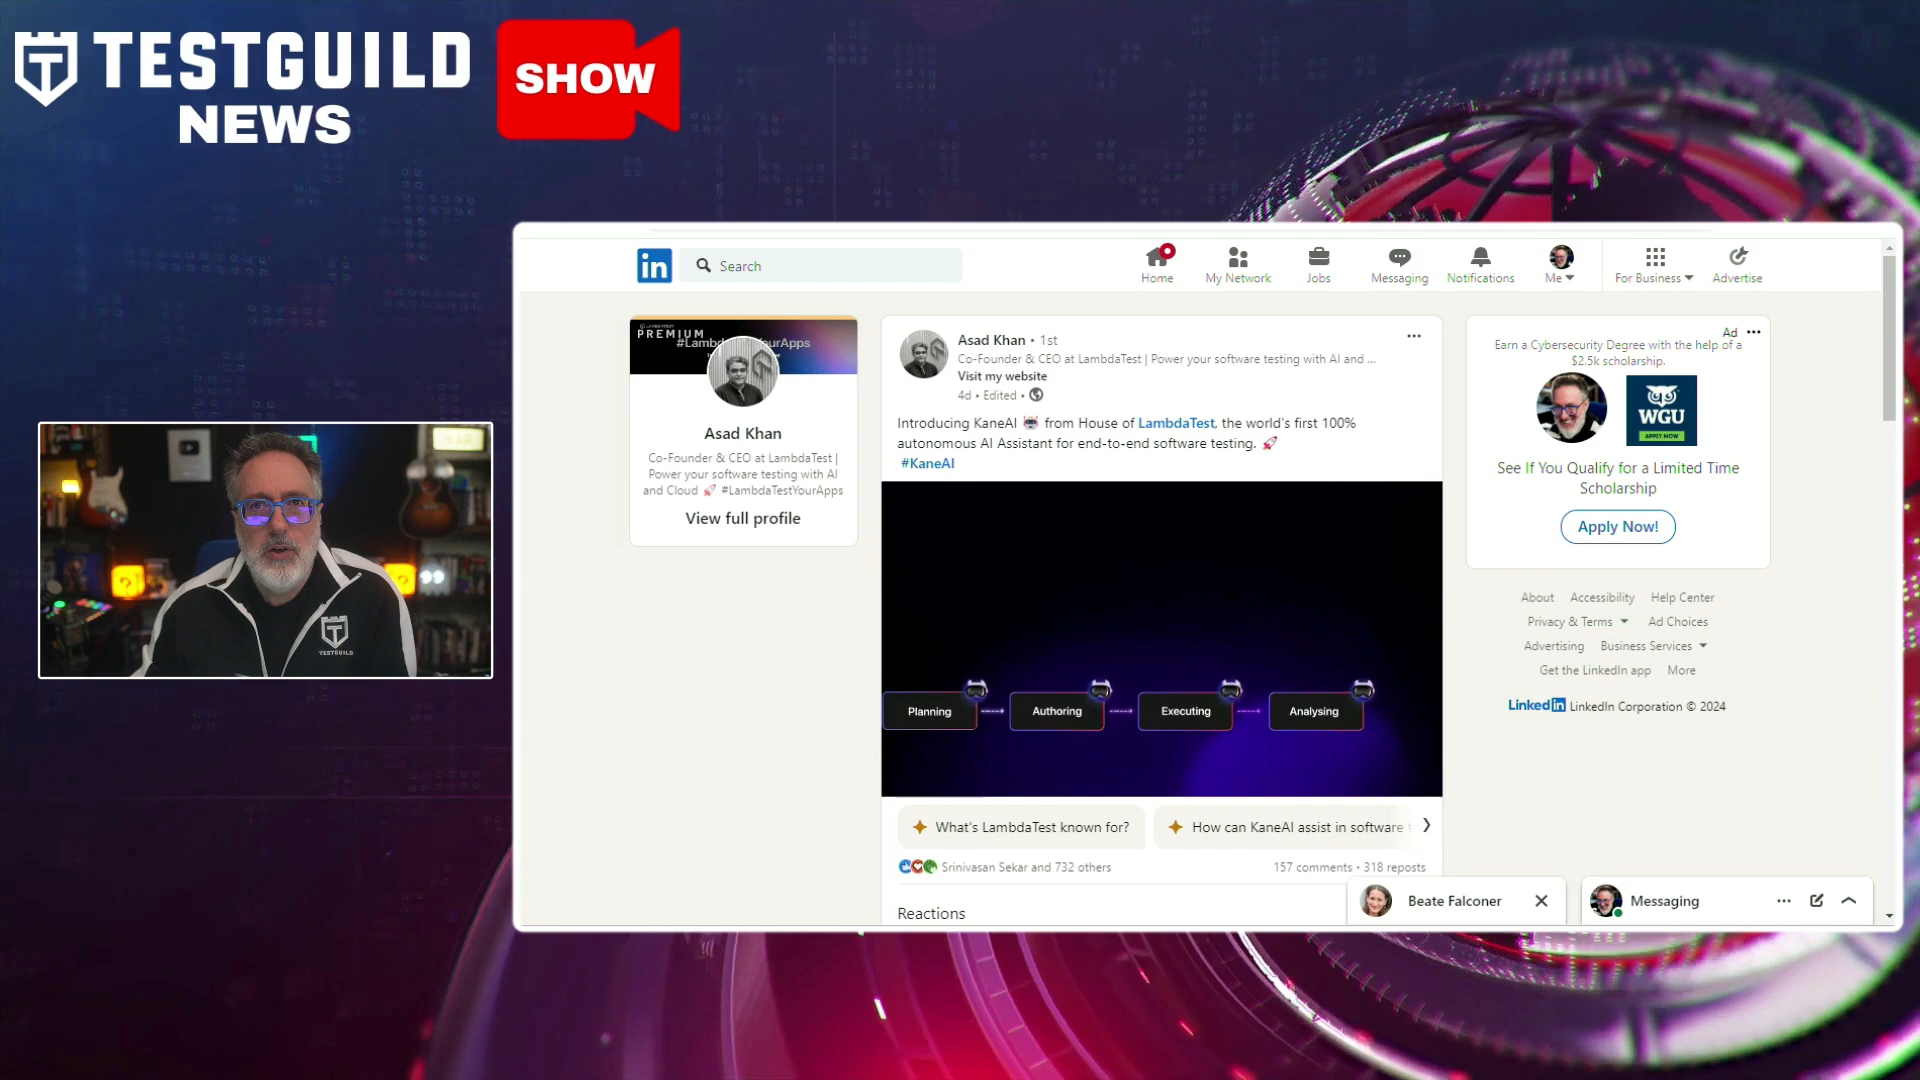 TESTGUILD
NEWS
SHOW
TESTGUILD
in
Search
Home
My Network
Jobs
Messaging
Notifications
Me
For Business
Advertise
PREMIUM
Asad Khan
Co-Founder & CEO at LambdaTest |
Power your software testing with AI
and Cloud 🚀 #LambdaTestYourApps
View full profile
Asad Khan • 1st
Co-Founder & CEO at LambdaTest | Power your software testing with AI and ...
Visit my website
4d • Edited •
Introducing KaneAI from House of LambdaTest, the world's first 100%
autonomous AI Assistant for end-to-end software testing. 🚀
#KaneAI
Planning
Authoring
Executing
Analysing
What's LambdaTest known for?
How can KaneAI assist in software
Srinivasan Sekar and 732 others
157 comments • 318 reposts
Reactions
Ad
Earn a Cybersecurity Degree with the help of a
$2.5k scholarship.
WGU
APPLY NOW
See If You Qualify for a Limited Time
Scholarship
Apply Now!
About
Accessibility
Help Center
Privacy & Terms
Ad Choices
Advertising
Business Services
Get the LinkedIn app
More
LinkedIn LinkedIn Corporation © 2024
Beate Falconer
Messaging